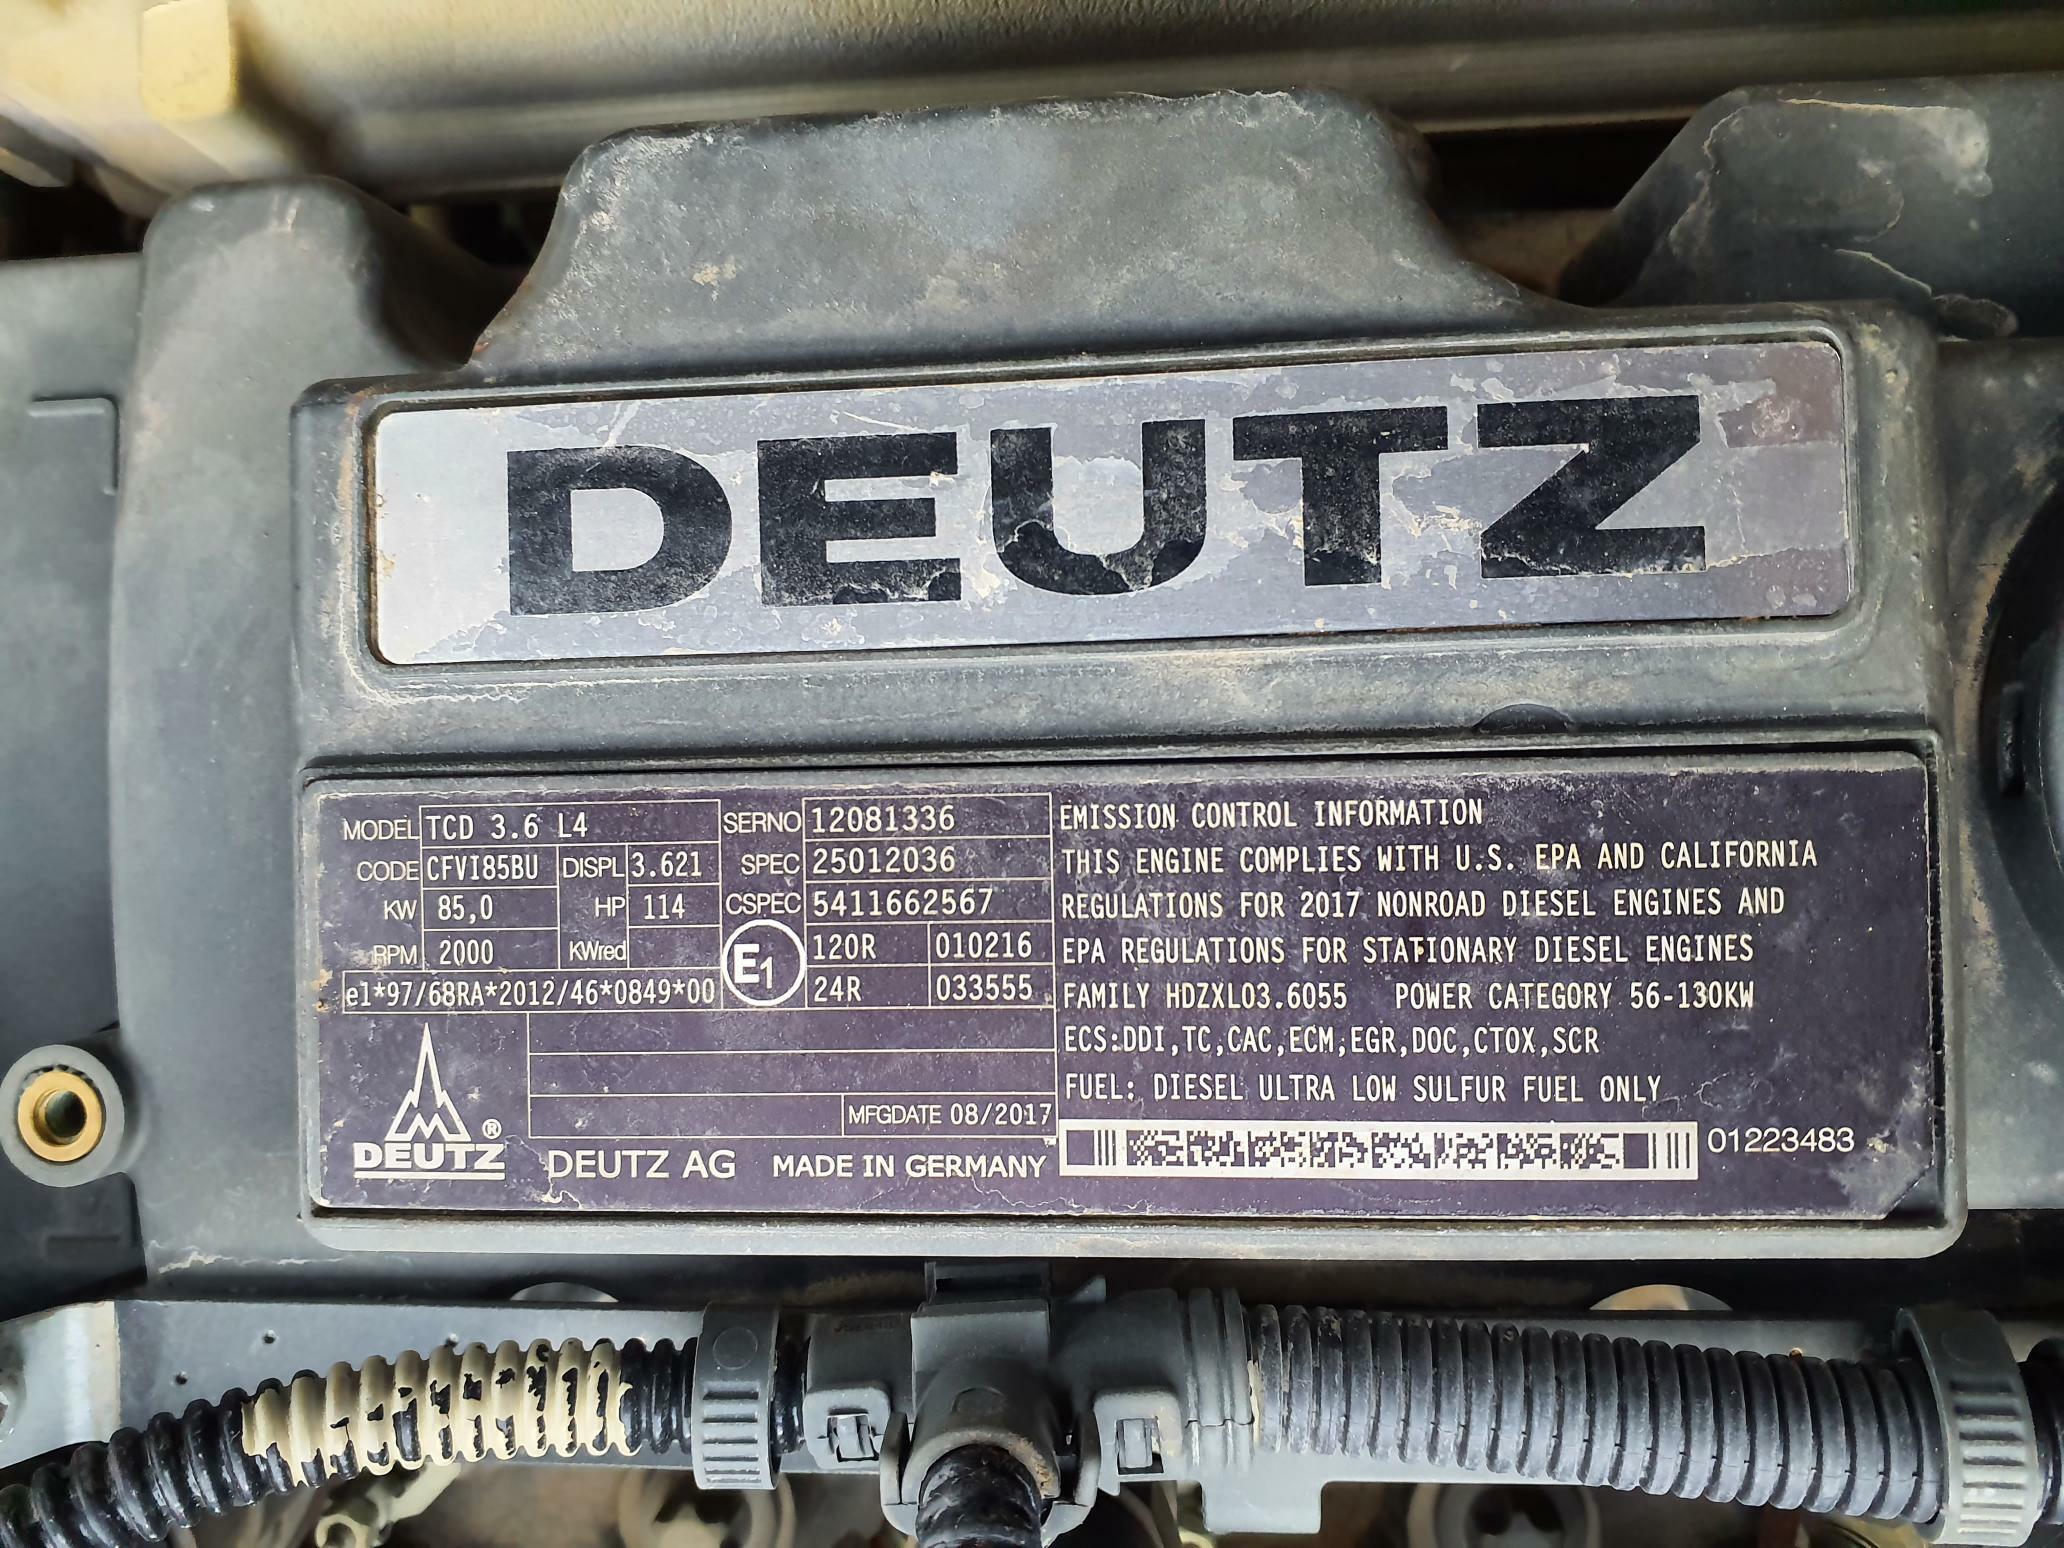 DEUTZ
MODEL TCD 3.6 L4
CODE CFVI85BU DISPL 3.621
KW 85,0 HP 114
RPM 2000 KWred
e1*97/68RA*2012/46*0849*00
SERNO 12081336
SPEC 25012036
CSPEC 5411662567
E1 120R 010216
24R 033555
MFGDATE 08/2017
DEUTZ ®
DEUTZ AG MADE IN GERMANY
EMISSION CONTROL INFORMATION
THIS ENGINE COMPLIES WITH U.S. EPA AND CALIFORNIA
REGULATIONS FOR 2017 NONROAD DIESEL ENGINES AND
EPA REGULATIONS FOR STATIONARY DIESEL ENGINES
FAMILY HDZXL03.6055 POWER CATEGORY 56-130KW
ECS:DDI,TC,CAC,ECM,EGR,DOC,CTOX,SCR
FUEL: DIESEL ULTRA LOW SULFUR FUEL ONLY
01223483